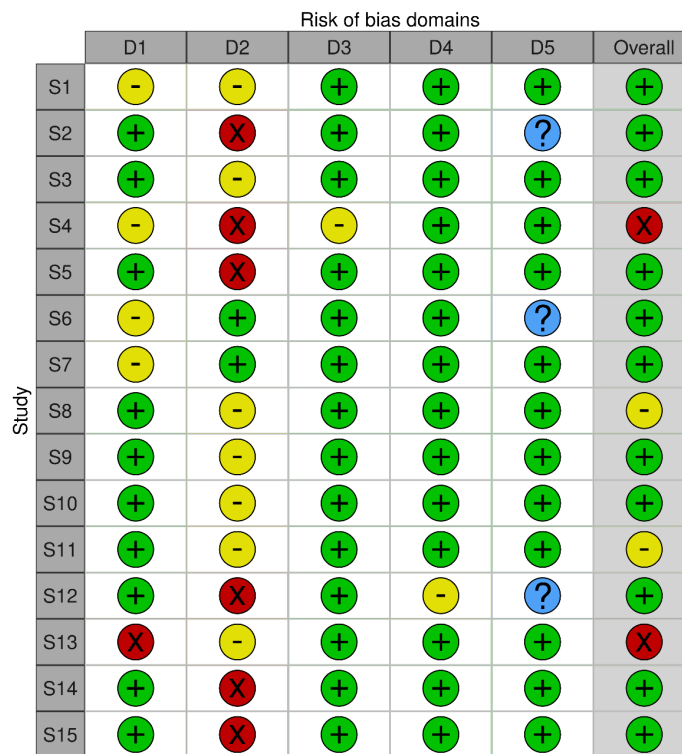 Risk of bias domains
D1 D2 D3 D4 D5 Overall
Study
S1 - - + + + +
S2 + X + + ? +
S3 + - + + + +
S4 - X - + + X
S5 + X + + + +
S6 - + + + ? +
S7 - + + + + +
S8 + - + + + -
S9 + - + + + +
S10 + - + + + +
S11 + - + + + -
S12 + X + - ? +
S13 X - + + + X
S14 + X + + + +
S15 + X + + + +